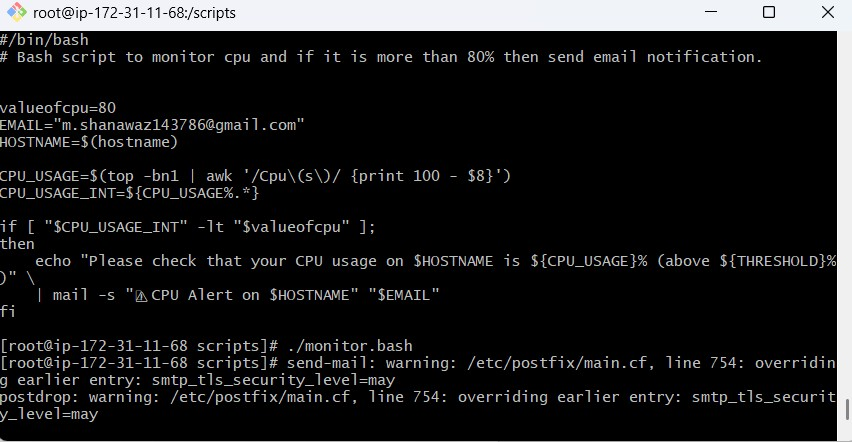 root@ip-172-31-11-68:/scripts
#/bin/bash
# Bash script to monitor cpu and if it is more than 80% then send email notification.
valueofcpu=80
EMAIL="m.shanawaz143786@gmail.com"
HOSTNAME=$(hostname)
CPU_USAGE=$(top -bn1 | awk '/Cpu\(s\)/ {print 100 - $8}')
CPU_USAGE_INT=${CPU_USAGE%.*}
if [ "$CPU_USAGE_INT" -lt "$valueofcpu" ];
then
    echo "Please check that your CPU usage on $HOSTNAME is ${CPU_USAGE}% (above ${THRESHOLD}%
)" \
    | mail -s "⚠ CPU Alert on $HOSTNAME" "$EMAIL"
fi
[root@ip-172-31-11-68 scripts]# ./monitor.bash
[root@ip-172-31-11-68 scripts]# send-mail: warning: /etc/postfix/main.cf, line 754: overridin
g earlier entry: smtp_tls_security_level=may
postdrop: warning: /etc/postfix/main.cf, line 754: overriding earlier entry: smtp_tls_securit
y_level=may